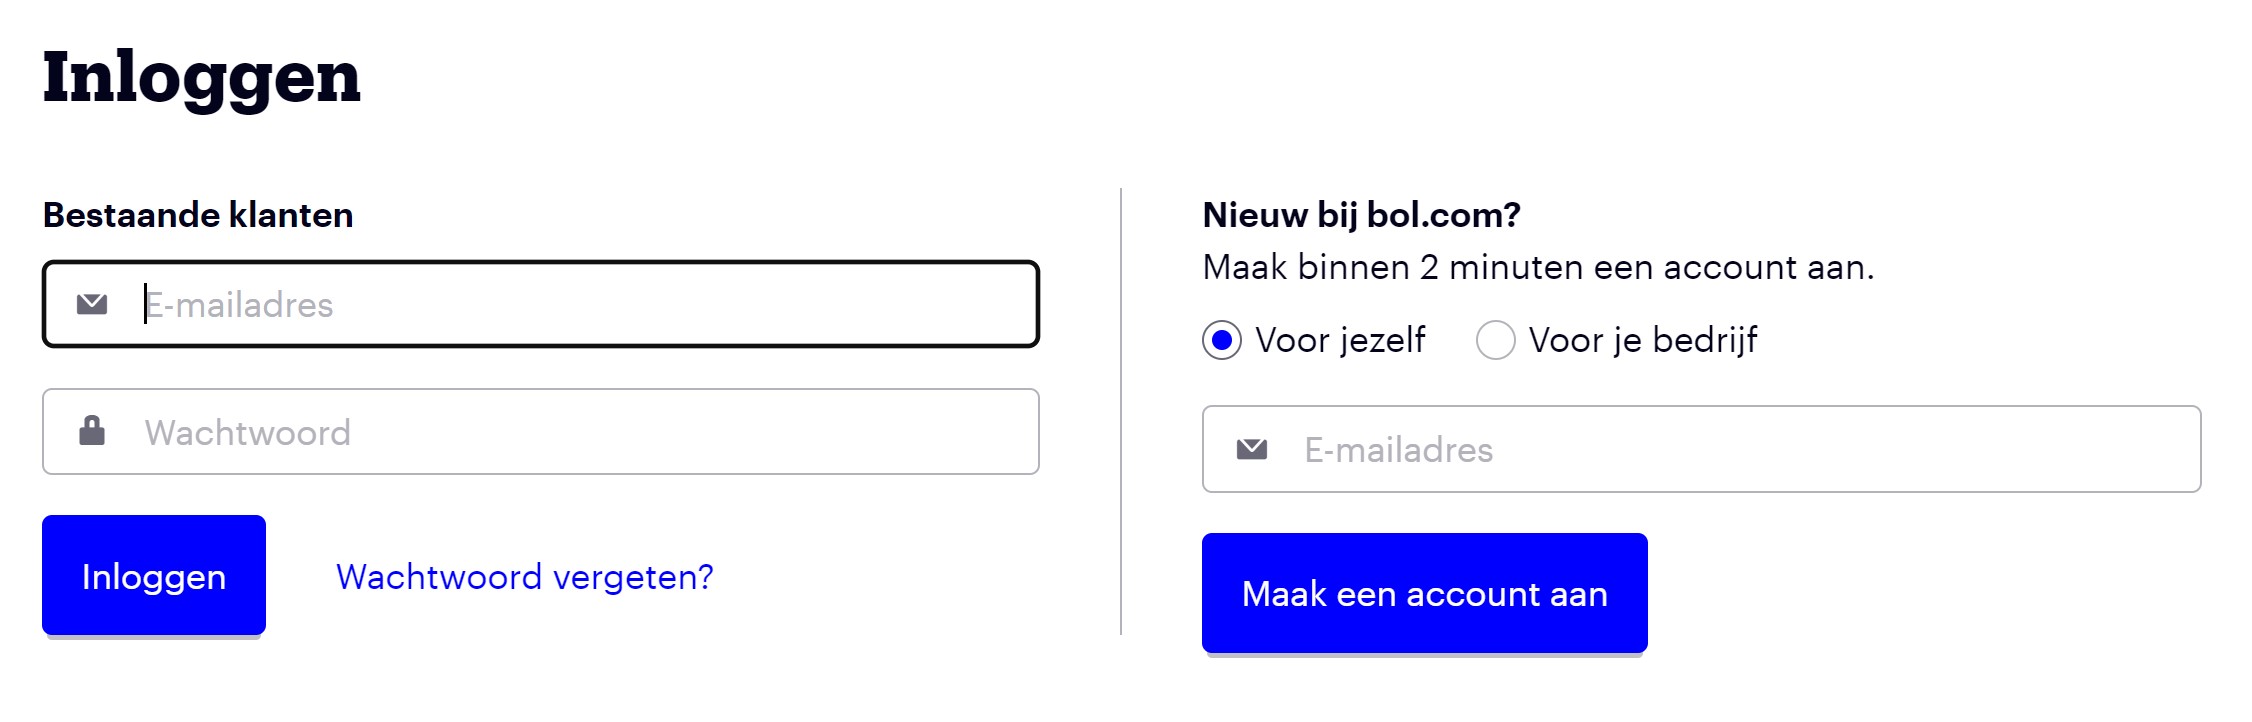 Inloggen
Bestaande klanten
E-mailadres
Wachtwoord
Inloggen
Wachtwoord vergeten?
Nieuw bij bol.com?
Maak binnen 2 minuten een account aan.
Voor jezelf
Voor je bedrijf
E-mailadres
Maak een account aan